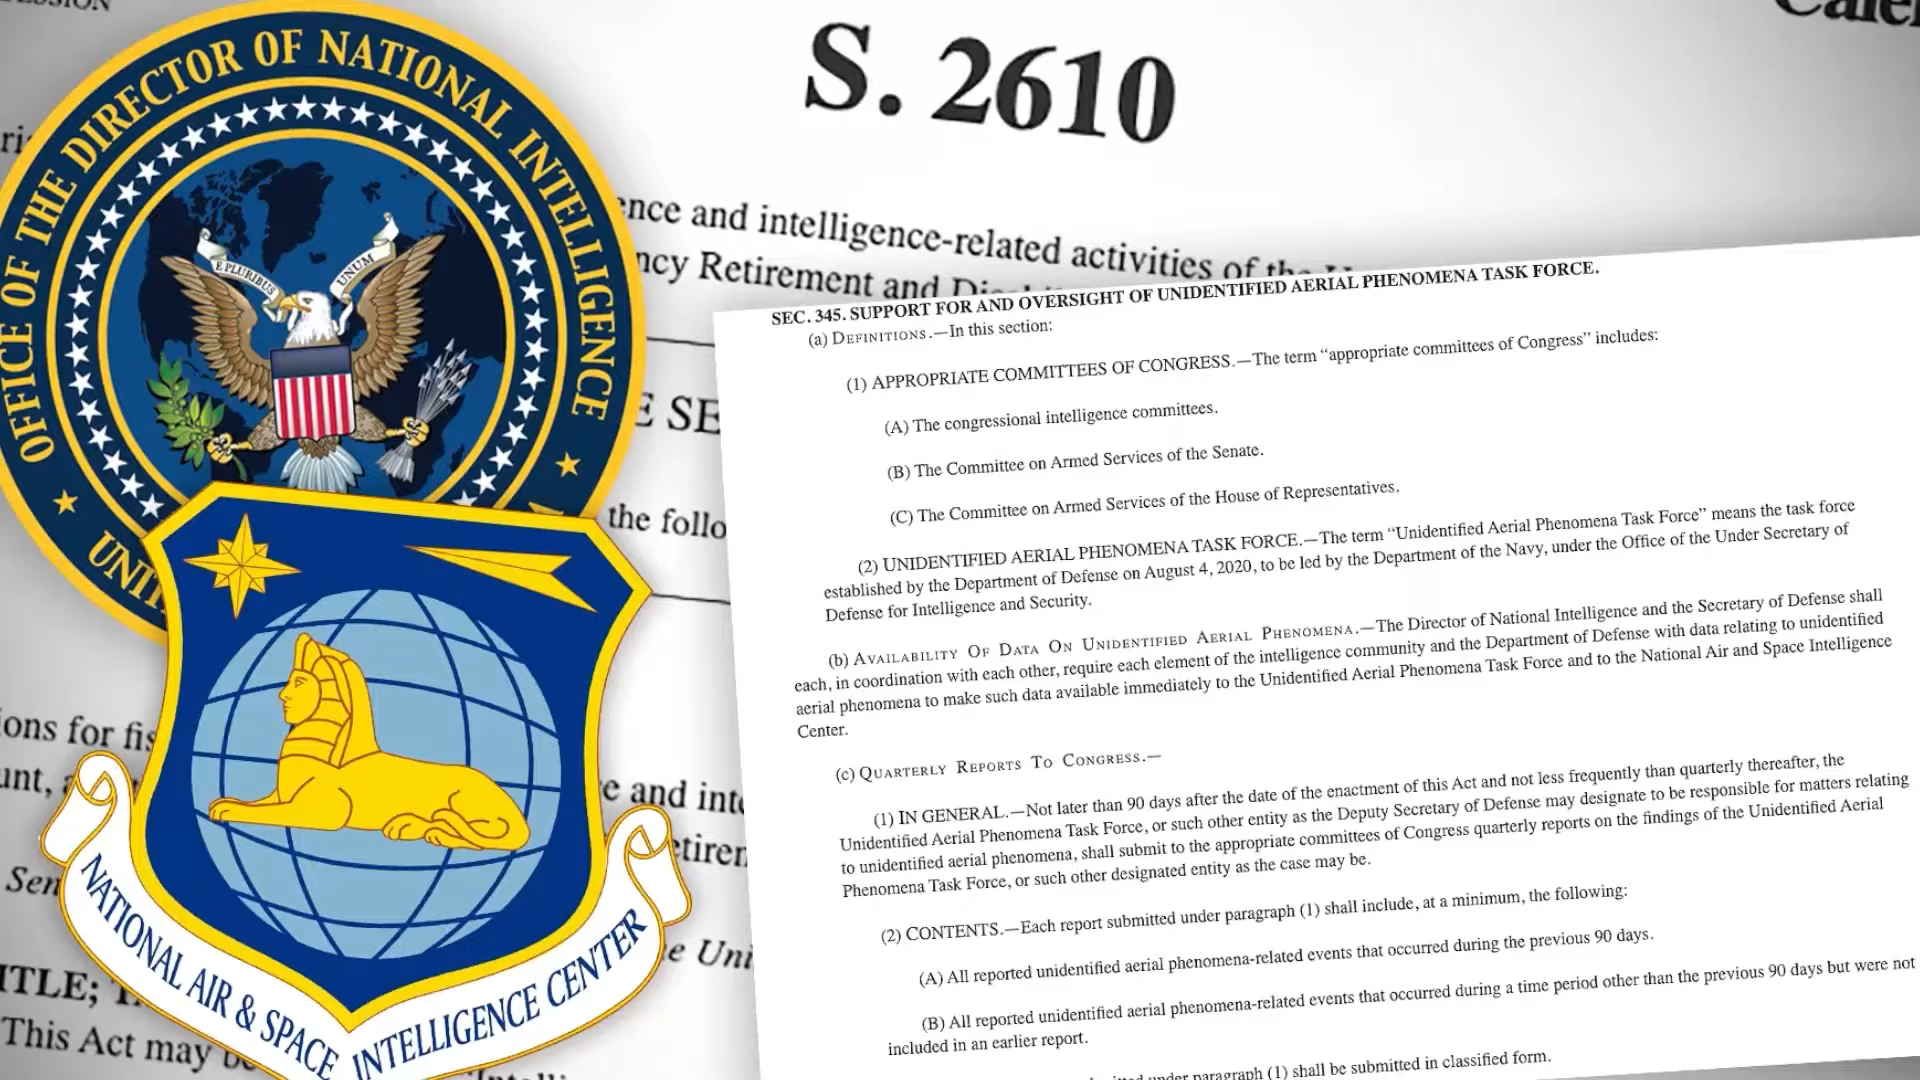 S. 2610
OFFICE OF THE DIRECTOR OF NATIONAL INTELLIGENCE
E PLURIBUS UNUM
and intelligence-related activities of
Retirement and
SEC. 345. SUPPORT FOR AND OVERSIGHT OF UNIDENTIFIED AERIAL PHENOMENA TASK FORCE.
(a) DEFINITIONS.—In this section:
(1) APPROPRIATE COMMITTEES OF CONGRESS.—The term “appropriate committees of Congress” includes:
(A) The congressional intelligence committees.
(B) The Committee on Armed Services of the Senate.
(C) The Committee on Armed Services of the House of Representatives.
the follo
(2) UNIDENTIFIED AERIAL PHENOMENA TASK FORCE.—The term “Unidentified Aerial Phenomena Task Force” means the task force
established by the Department of Defense on August 4, 2020, to be led by the Department of the Navy, under the Office of the Under Secretary of
Defense for Intelligence and Security.
(b) AVAILABILITY OF DATA ON UNIDENTIFIED AERIAL PHENOMENA.—The Director of National Intelligence and the Secretary of Defense shall
each, in coordination with each other, require each element of the intelligence community and the Department of Defense with data relating to unidentified
aerial phenomena to make such data available immediately to the Unidentified Aerial Phenomena Task Force and to the National Air and Space Intelligence
Center.
(c) QUARTERLY REPORTS TO CONGRESS.—
(1) IN GENERAL.—Not later than 90 days after the date of the enactment of this Act and not less frequently than quarterly thereafter, the
Unidentified Aerial Phenomena Task Force, or such other entity as the Deputy Secretary of Defense may designate to be responsible for matters relating
to unidentified aerial phenomena, shall submit to the appropriate committees of Congress quarterly reports on the findings of the Unidentified Aerial
Phenomena Task Force, or such other designated entity as the case may be.
(2) CONTENTS.—Each report submitted under paragraph (1) shall include, at a minimum, the following:
(A) All reported unidentified aerial phenomena-related events that occurred during the previous 90 days.
(B) All reported unidentified aerial phenomena-related events that occurred during a time period other than the previous 90 days but were not
included in an earlier report.
under paragraph (1) shall be submitted in classified form.
ions for
and
Sen
NATIONAL AIR & SPACE INTELLIGENCE CENTER
This Act may